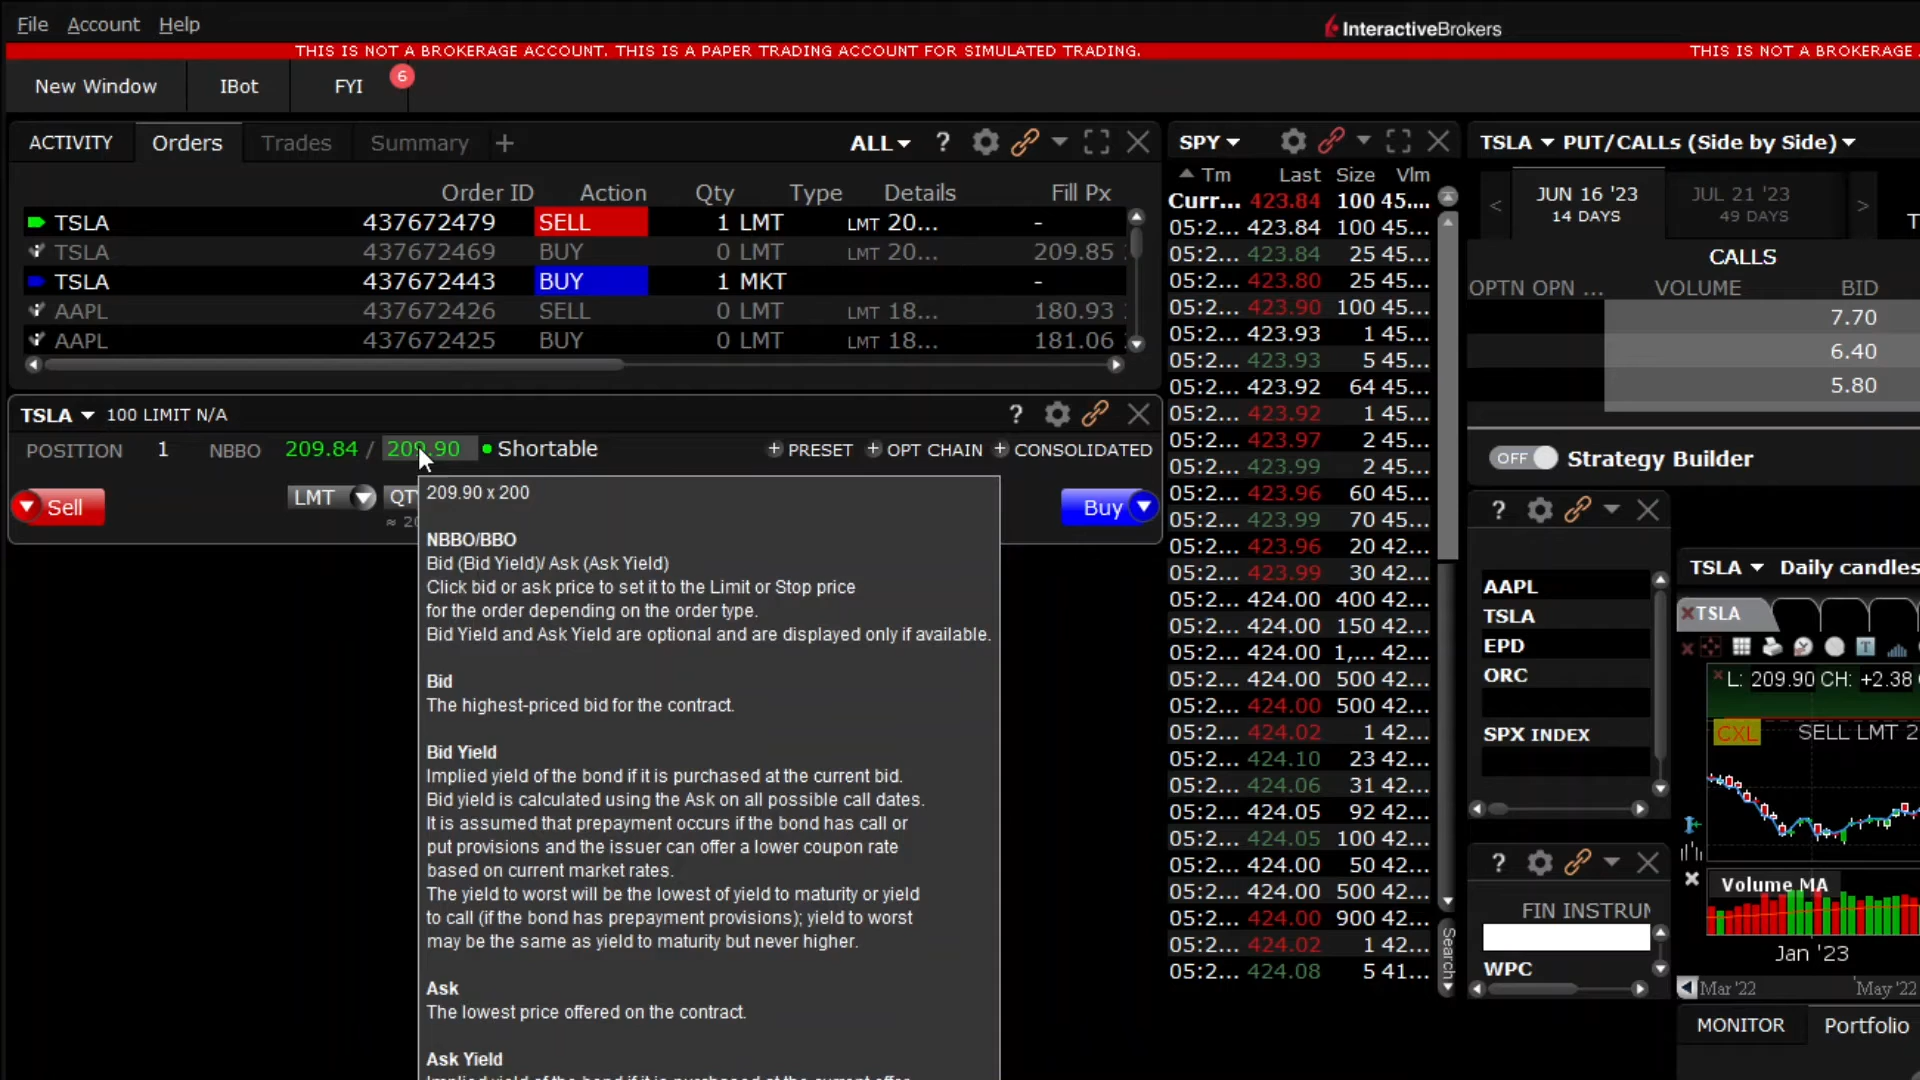 File Account Help
InteractiveBrokers
THIS IS NOT A BROKERAGE ACCOUNT. THIS IS A PAPER TRADING ACCOUNT FOR SIMULATED TRADING.
THIS IS NOT A BROKERAGE
New Window IBot FYI 6
ACTIVITY Orders Trades Summary + ALL ?
Order ID Action Qty Type Details Fill Px
TSLA 437672479 SELL 1 LMT LMT 20... -
TSLA 437672469 BUY 0 LMT LMT 20... 209.85
TSLA 437672443 BUY 1 MKT -
AAPL 437672426 SELL 0 LMT LMT 18... 180.93
AAPL 437672425 BUY 0 LMT LMT 18... 181.06
TSLA 100 LIMIT N/A ?
POSITION 1 NBBO 209.84 / 209.90 Shortable + PRESET + OPT CHAIN + CONSOLIDATED
Sell LMT QT Buy
≈ 20
209.90 x 200
NBBO/BBO
Bid (Bid Yield)/ Ask (Ask Yield)
Click bid or ask price to set it to the Limit or Stop price
for the order depending on the order type.
Bid Yield and Ask Yield are optional and are displayed only if available.
Bid
The highest-priced bid for the contract.
Bid Yield
Implied yield of the bond if it is purchased at the current bid.
Bid yield is calculated using the Ask on all possible call dates.
It is assumed that prepayment occurs if the bond has call or
put provisions and the issuer can offer a lower coupon rate
based on current market rates.
The yield to worst will be the lowest of yield to maturity or yield
to call (if the bond has prepayment provisions); yield to worst
may be the same as yield to maturity but never higher.
Ask
The lowest price offered on the contract.
Ask Yield
SPY
Tm Last Size Vlm
Curr... 423.84 100 45....
05:2... 423.84 100 45...
05:2... 423.84 25 45...
05:2... 423.80 25 45...
05:2... 423.90 100 45...
05:2... 423.93 1 45...
05:2... 423.93 5 45...
05:2... 423.92 64 45...
05:2... 423.92 1 45...
05:2... 423.97 2 45...
05:2... 423.99 2 45...
05:2... 423.96 60 45...
05:2... 423.99 70 45...
05:2... 423.96 20 42...
05:2... 423.99 30 42...
05:2... 424.00 400 42...
05:2... 424.00 150 42...
05:2... 424.00 1,... 42...
05:2... 424.00 500 42...
05:2... 424.00 500 42...
05:2... 424.02 1 42...
05:2... 424.10 23 42...
05:2... 424.06 31 42...
05:2... 424.05 92 42...
05:2... 424.05 100 42...
05:2... 424.00 50 42...
05:2... 424.00 500 42...
05:2... 424.00 900 42...
05:2... 424.02 1 42...
05:2... 424.08 5 41...
Search
TSLA PUT/CALLs (Side by Side)
< JUN 16 '23 JUL 21 '23 >
14 DAYS 49 DAYS
CALLS
OPTN OPN ... VOLUME BID
7.70
6.40
5.80
OFF Strategy Builder
?
AAPL
TSLA
EPD
ORC
SPX INDEX
?
FIN INSTRUM
WPC
TSLA Daily candles
TSLA
L: 209.90 CH: +2.38
CXL SELL LMT 2
Volume MA
Jan '23
Mar '22 May '22
MONITOR Portfolio